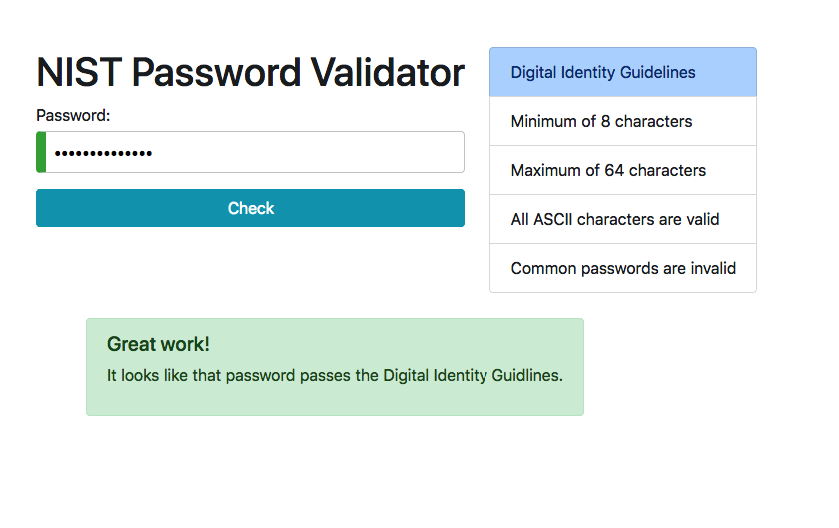 NIST Password Validator
Password:
••••••••••••••
Check
Digital Identity Guidelines
Minimum of 8 characters
Maximum of 64 characters
All ASCII characters are valid
Common passwords are invalid
Great work!
It looks like that password passes the Digital Identity Guidlines.